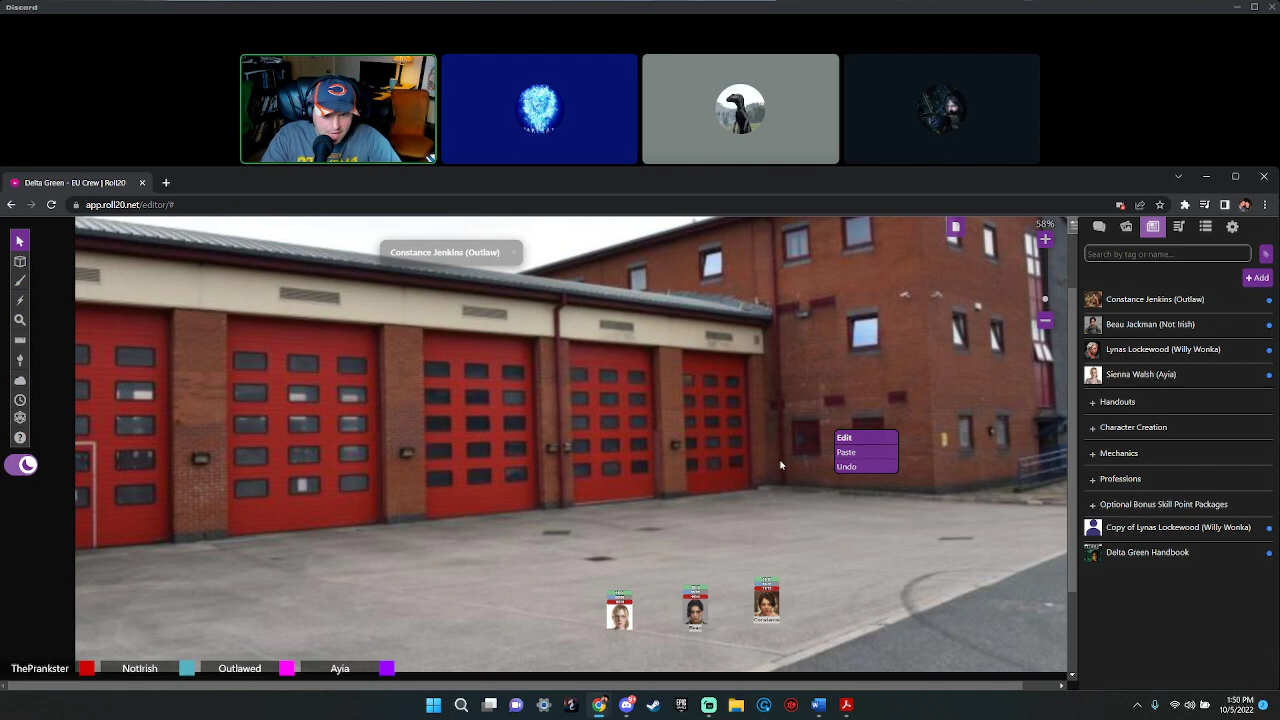 Discord
Delta Green - EU Crew | Roll20
app.roll20.net/editor/#
58%
Constance Jenkins (Outlaw)
Search by tag or name...
+ Add
Constance Jenkins (Outlaw)
Beau Jackman (Not Irish)
Lynas Lockewood (Willy Wonka)
Sienna Walsh (Ayia)
+ Handouts
+ Character Creation
+ Mechanics
+ Professions
+ Optional Bonus Skill Point Packages
Copy of Lynas Lockewood (Willy Wonka)
Delta Green Handbook
Edit
Paste
Undo
Beau
Constance
ThePrankster
NotIrish
Outlawed
Ayia
1:50 PM
10/5/2022